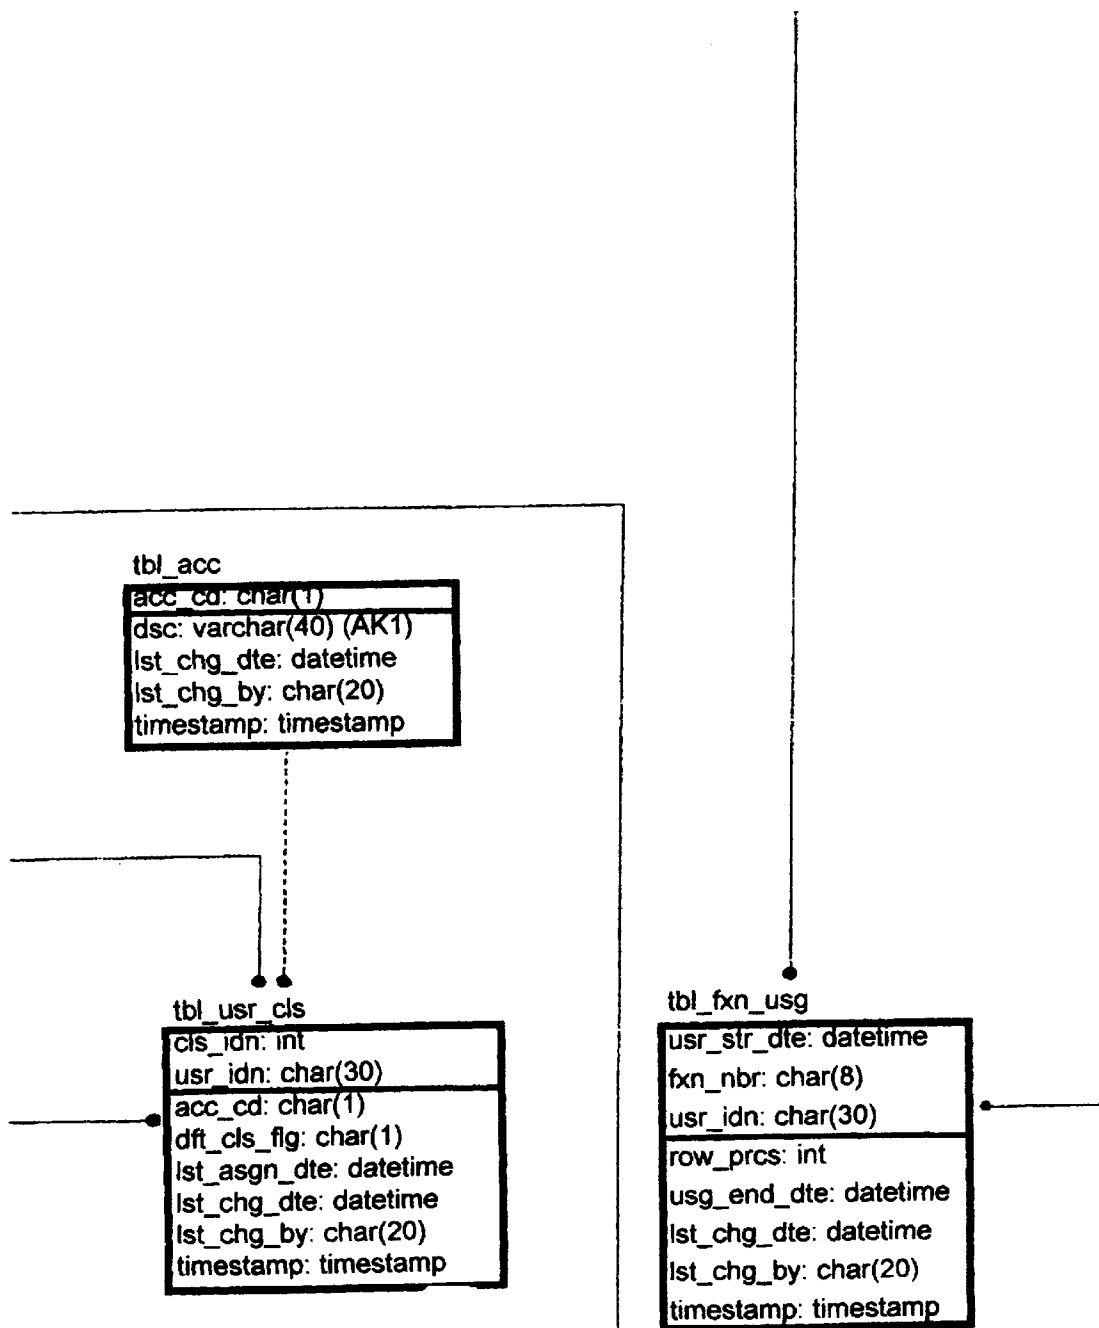 tbl_acc
acc_cd: char(1)
dsc: varchar(40) (AK1)
lst_chg_dte: datetime
lst_chg_by: char(20)
timestamp: timestamp
tbl_usr_cls
cls_idn: int
usr_idn: char(30)
acc_cd: char(1)
dft_cls_flg: char(1)
lst_asgn_dte: datetime
lst_chg_dte: datetime
lst_chg_by: char(20)
timestamp: timestamp
tbl_fxn_usg
usr_str_dte: datetime
fxn_nbr: char(8)
usr_idn: char(30)
row_prcs: int
usg_end_dte: datetime
lst_chg_dte: datetime
lst_chg_by: char(20)
timestamp: timestamp